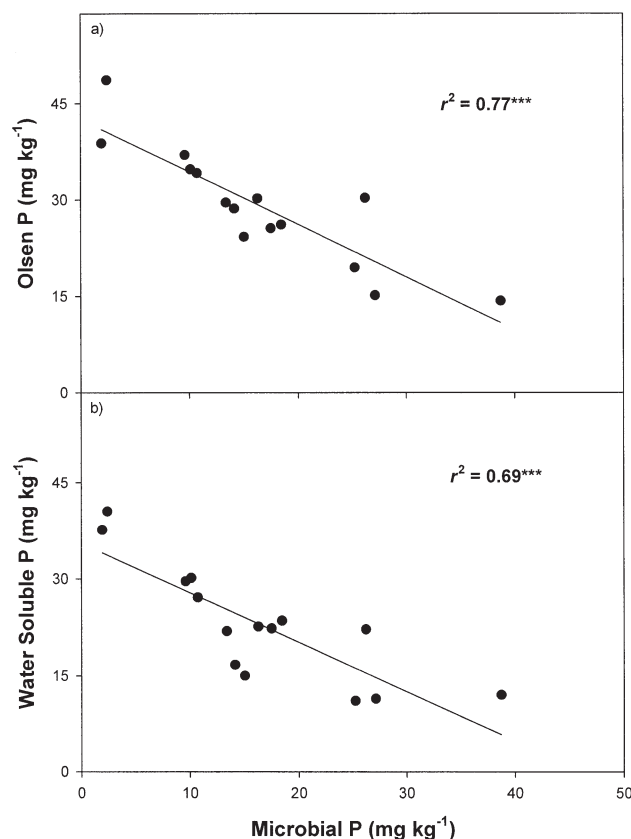 a)
r² = 0.77***
45
30
15
0
Olsen P (mg kg⁻¹)
b)
r² = 0.69***
45
30
15
0
Water Soluble P (mg kg⁻¹)
0 10 20 30 40 50
Microbial P (mg kg⁻¹)